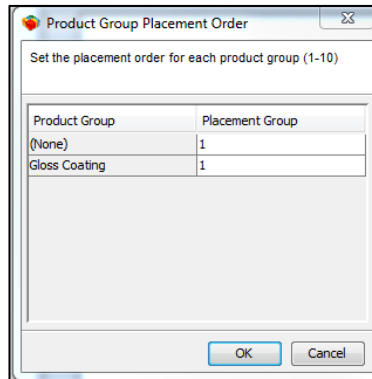 Product Group Placement Order
Set the placement order for each product group (1-10)
Product Group Placement Group
(None) 1
Gloss Coating 1
OK Cancel